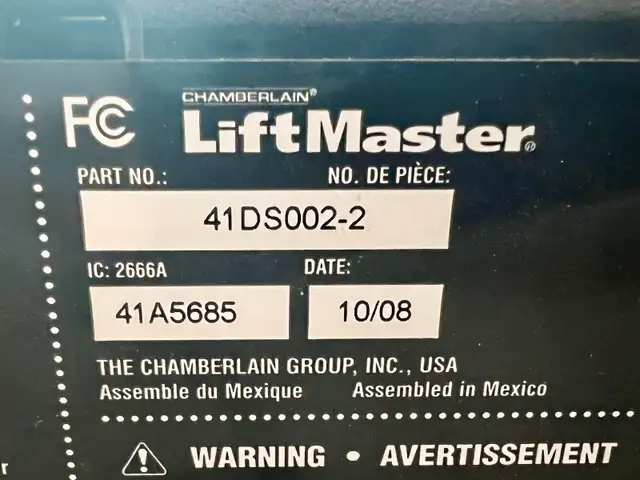 FC
CHAMBERLAIN®
LiftMaster®
PART NO.: NO. DE PIÈCE:
41DS002-2
IC: 2666A DATE:
41A5685 10/08
THE CHAMBERLAIN GROUP, INC., USA
Assemble du Mexique Assembled in Mexico
WARNING • AVERTISSEMENT
r